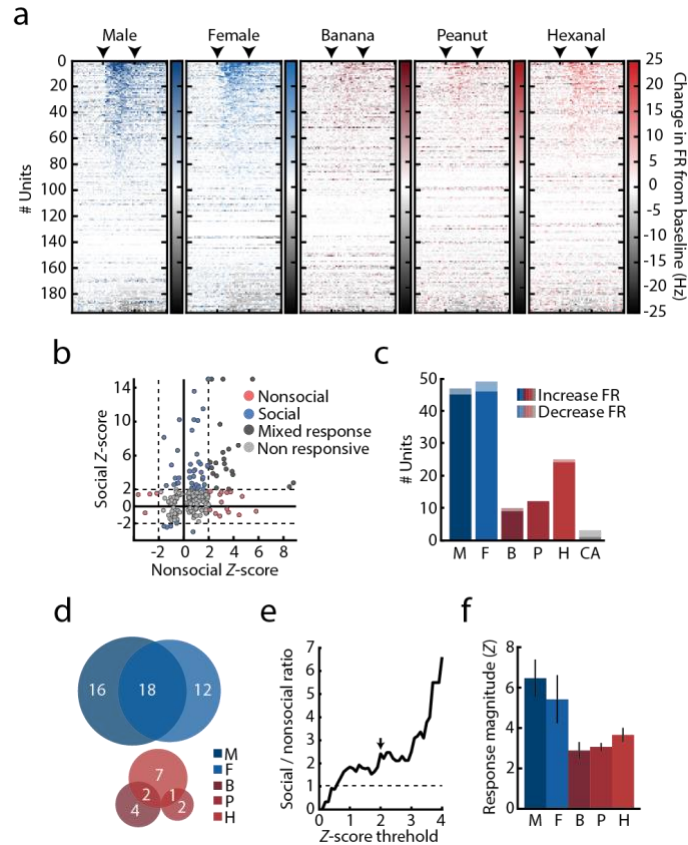 a
Male Female Banana Peanut Hexanal
0
20
40
60
80
100
120
140
160
180
# Units
25
20
15
10
5
0
-5
-10
-15
-20
-25
Change in FR from baseline (Hz)
b
14
10
6
2
0
-2
Social Z-score
-2 0 2 4 6 8
Nonsocial Z-score
Nonsocial
Social
Mixed response
Non responsive
c
50
40
30
20
10
0
# Units
Increase FR
Decrease FR
M F B P H CA
d
16 18 12
7
2 1
4 2
M
F
B
P
H
e
7
6
5
4
3
2
1
0
Social / nonsocial ratio
0 1 2 3 4
Z-score threhold
f
8
6
4
2
0
Response magnitude (Z)
M F B P H